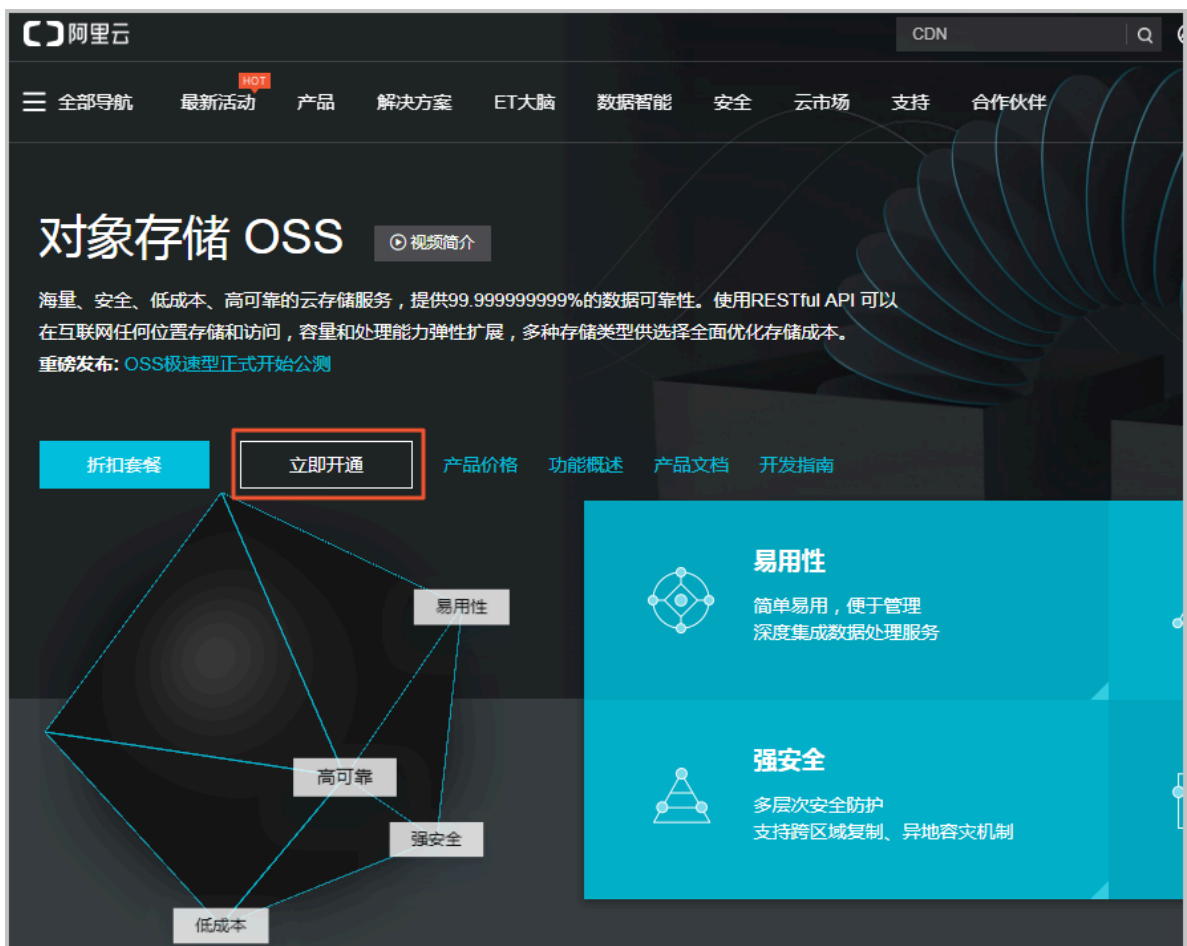 阿里云
CDN
全部导航 最新活动 HOT 产品 解决方案 ET大脑 数据智能 安全 云市场 支持 合作伙伴
对象存储 OSS 视频简介
海量、安全、低成本、高可靠的云存储服务，提供99.999999999%的数据可靠性。使用RESTful API 可以
在互联网任何位置存储和访问，容量和处理能力弹性扩展，多种存储类型供选择全面优化存储成本。
重磅发布: OSS极速型正式开始公测
折扣套餐 立即开通 产品价格 功能概述 产品文档 开发指南
易用性
简单易用，便于管理
深度集成数据处理服务
易用性
强安全
多层次安全防护
支持跨区域复制、异地容灾机制
高可靠
强安全
低成本